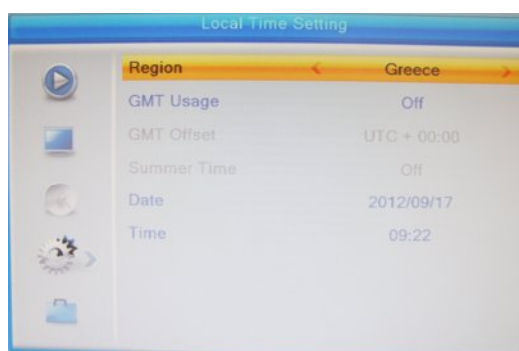 Local Time Setting
Region Greece
GMT Usage Off
GMT Offset UTC + 00:00
Summer Time Off
Date 2012/09/17
Time 09:22